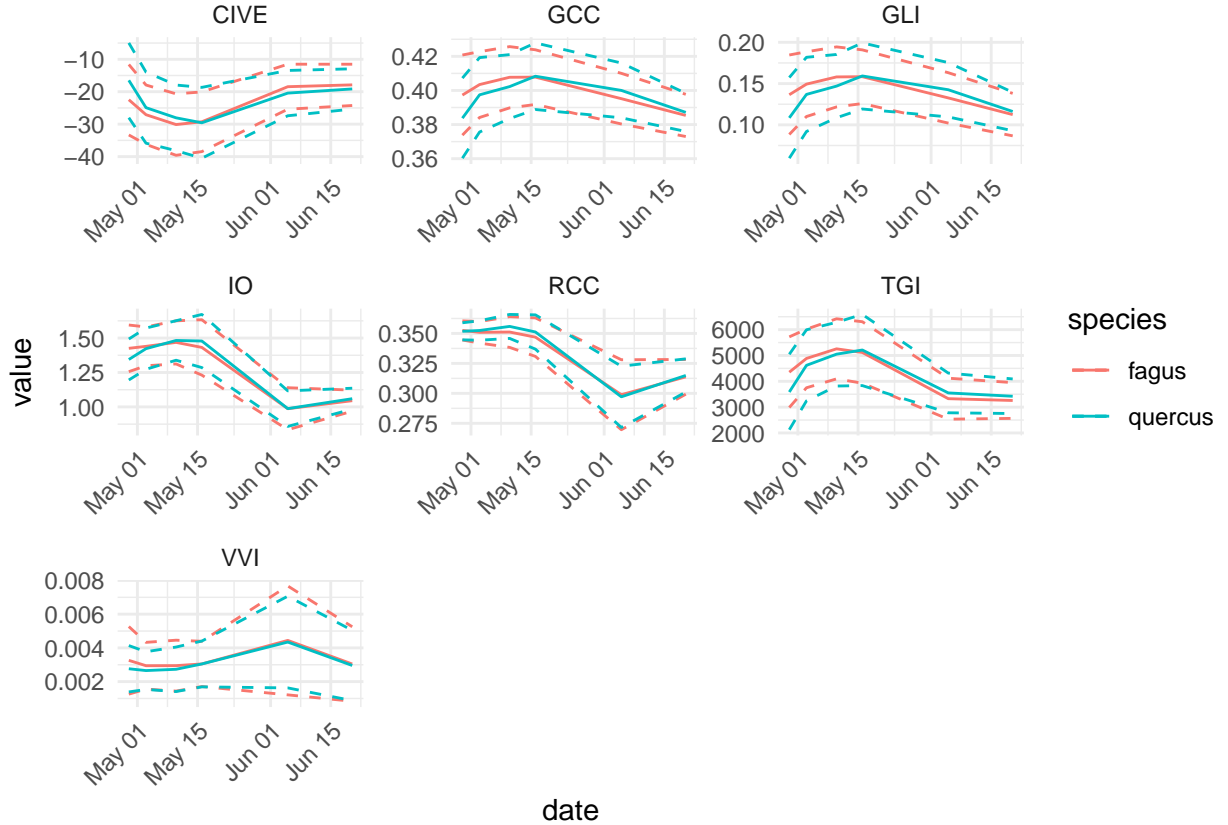 CIVE
GCC
GLI
−10
−20
−30
−40
0.42
0.40
0.38
0.36
0.20
0.15
0.10
May 01
May 15
Jun 01
Jun 15
May 01
May 15
Jun 01
Jun 15
May 01
May 15
Jun 01
Jun 15
IO
RCC
TGI
1.50
1.25
1.00
0.350
0.325
0.300
0.275
6000
5000
4000
3000
2000
May 01
May 15
Jun 01
Jun 15
May 01
May 15
Jun 01
Jun 15
May 01
May 15
Jun 01
Jun 15
VVI
0.008
0.006
0.004
0.002
May 01
May 15
Jun 01
Jun 15
value
date
species
fagus
quercus